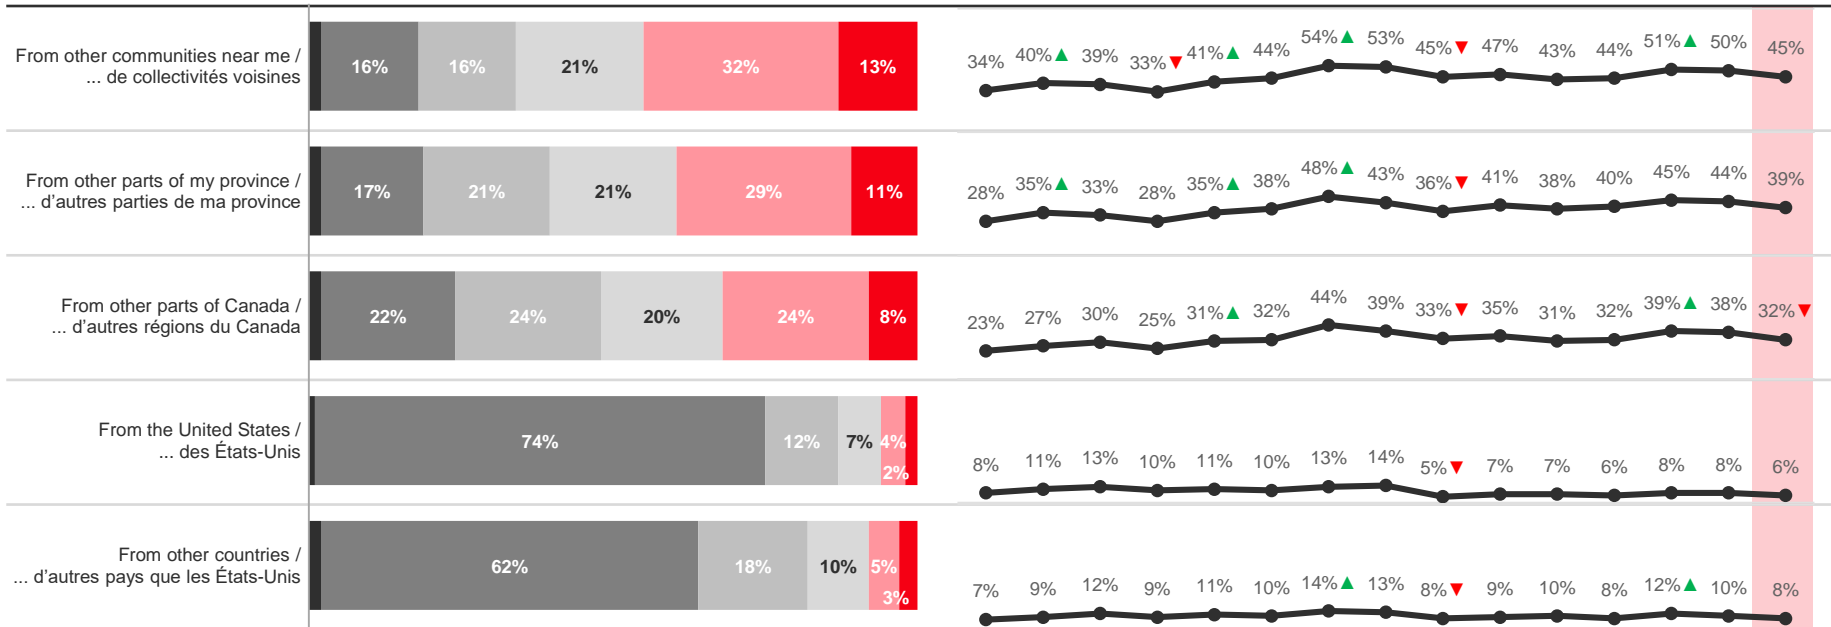 From other communities near me /
... de collectivités voisines
16% 16% 21% 32% 13%
34% 40%▲ 39% 33%▼ 41%▲ 44% 54%▲ 53% 45%▼ 47% 43% 44% 51%▲ 50% 45%
From other parts of my province /
... d'autres parties de ma province
17% 21% 21% 29% 11%
28% 35%▲ 33% 28% 35%▲ 38% 48%▲ 43% 36%▼ 41% 38% 40% 45% 44% 39%
From other parts of Canada /
... d'autres régions du Canada
22% 24% 20% 24% 8%
23% 27% 30% 25% 31%▲ 32% 44% 39% 33%▼ 35% 31% 32% 39%▲ 38% 32%▼
From the United States /
... des États-Unis
74% 12% 7% 4%
2%
8% 11% 13% 10% 11% 10% 13% 14% 5%▼ 7% 7% 6% 8% 8% 6%
From other countries /
... d'autres pays que les États-Unis
62% 18% 10% 5%
3%
7% 9% 12% 9% 11% 10% 14%▲ 13% 8%▼ 9% 10% 8% 12%▲ 10% 8%